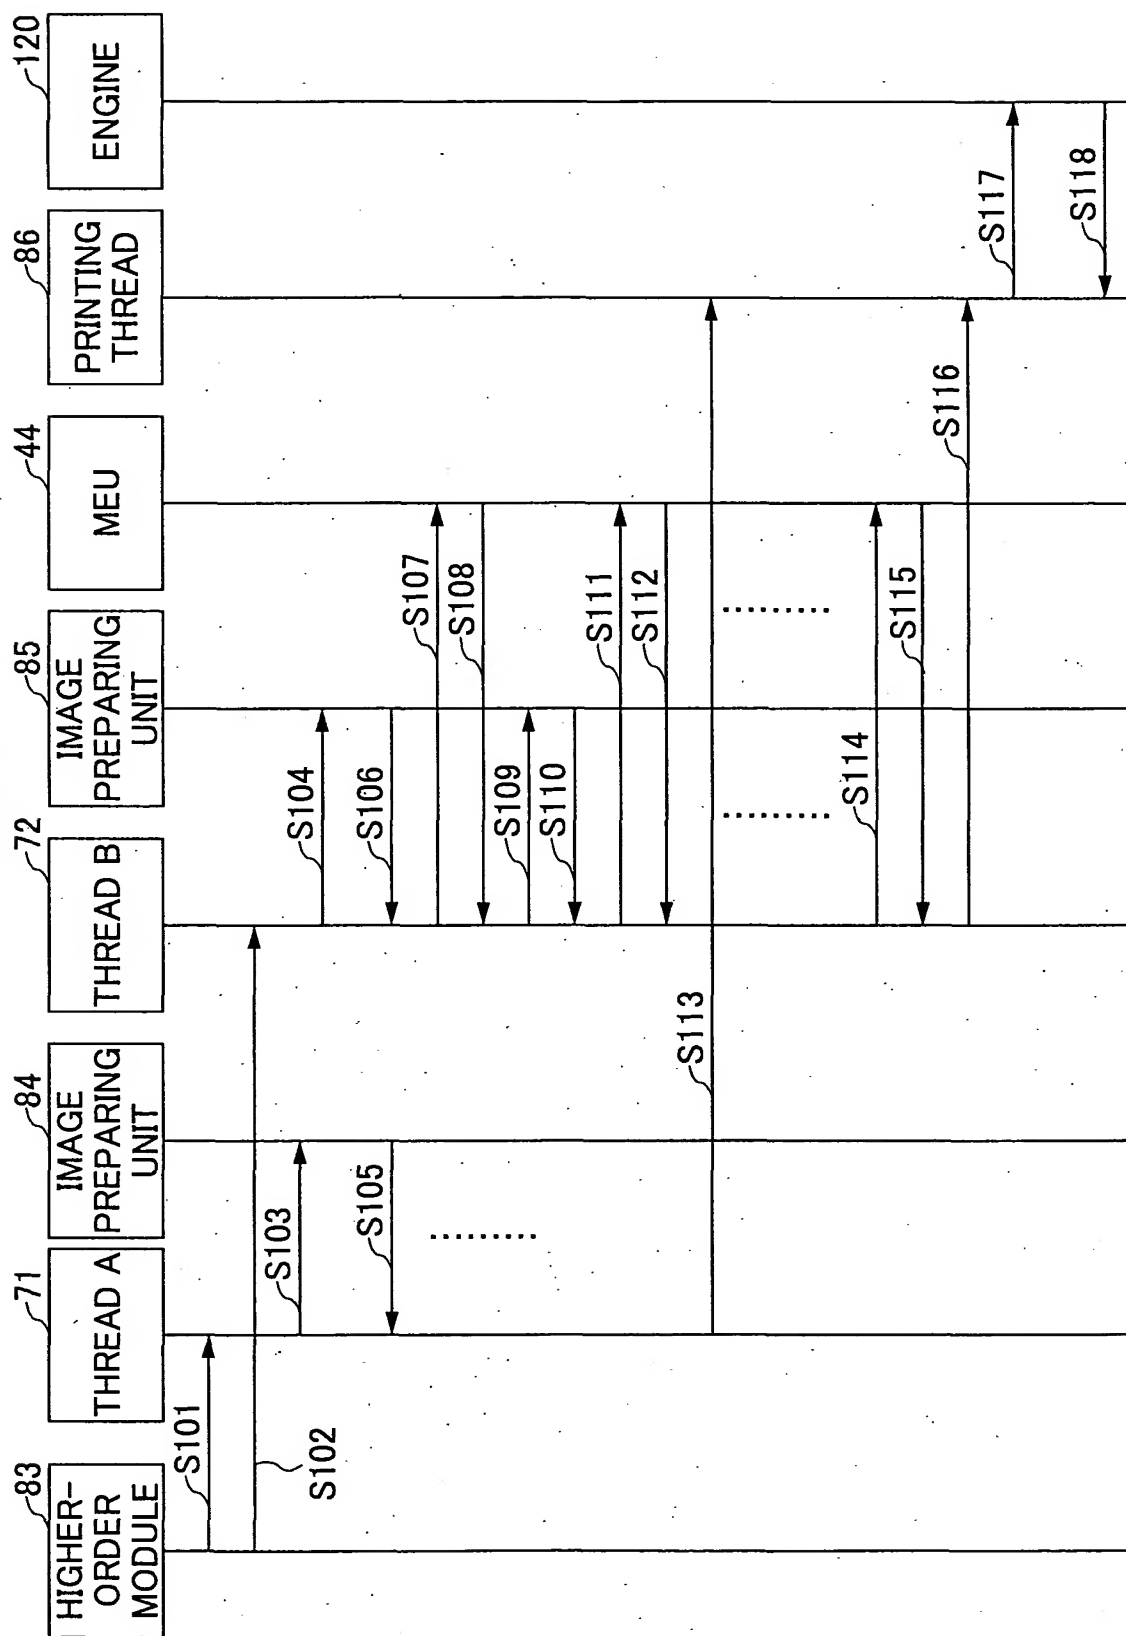 83
HIGHER-
ORDER
MODULE
71
THREAD A
84
IMAGE
PREPARING
UNIT
72
THREAD B
85
IMAGE
PREPARING
UNIT
44
MEU
86
PRINTING
THREAD
120
ENGINE
S101
S102
S103
S104
S105
S106
S107
S108
S109
S110
S111
S112
S113
S114
S115
S116
S117
S118